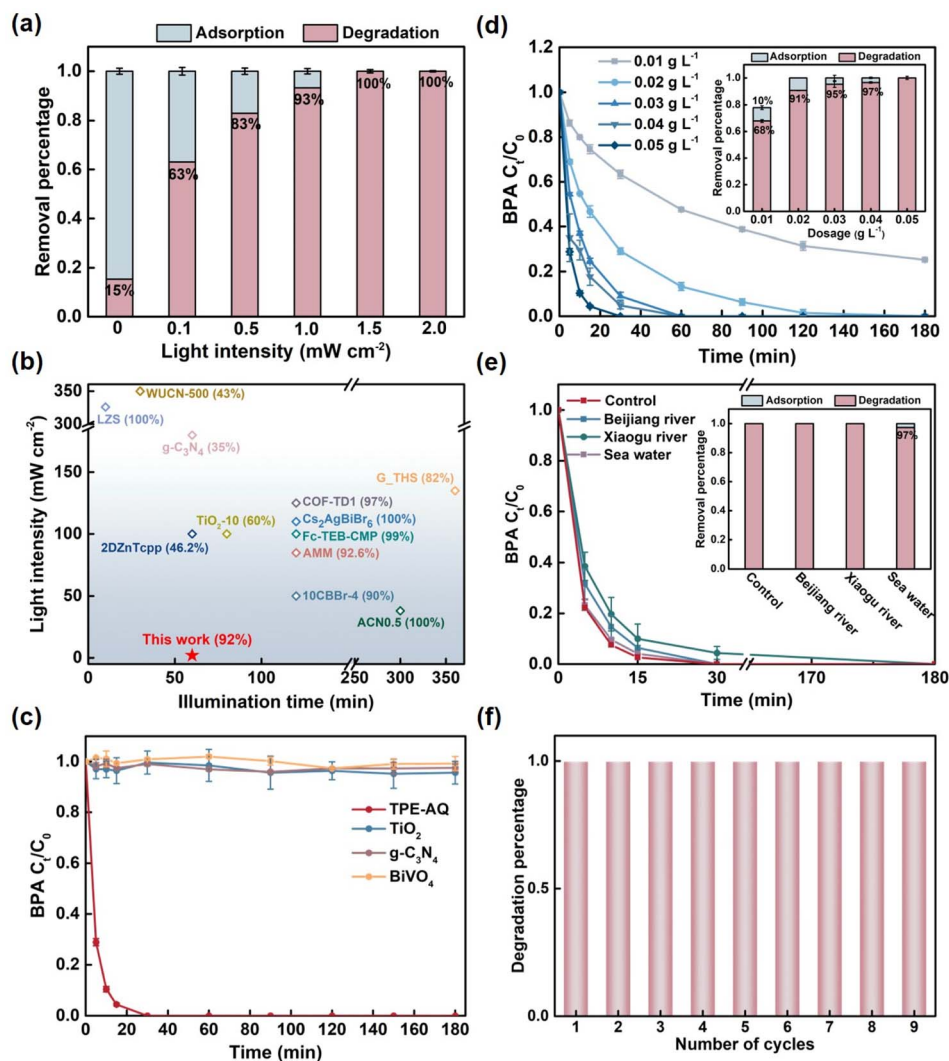 (a)
Adsorption
Degradation
Removal percentage
1.0
0.8
0.6
0.4
0.2
0.0
15%
63%
83%
93%
100%
100%
0
0.1
0.5
1.0
1.5
2.0
Light intensity (mW cm⁻²)
(b)
Light intensity (mW cm⁻²)
350
300
150
100
50
0
WUCN-500 (43%)
LZS (100%)
g-C₃N₄ (35%)
G_THS (82%)
COF-TD1 (97%)
TiO₂-10 (60%)
Cs₂AgBiBr₆ (100%)
2DZnTcpp (46.2%)
Fc-TEB-CMP (99%)
AMM (92.6%)
10CBBr-4 (90%)
ACN0.5 (100%)
This work (92%)
0
50
100
250
300
350
Illumination time (min)
(c)
BPA Cₜ/C₀
1.0
0.8
0.6
0.4
0.2
0.0
TPE-AQ
TiO₂
g-C₃N₄
BiVO₄
0
20
40
60
80
100
120
140
160
180
Time (min)
(d)
BPA Cₜ/C₀
1.2
1.0
0.8
0.6
0.4
0.2
0.0
0.01 g L⁻¹
0.02 g L⁻¹
0.03 g L⁻¹
0.04 g L⁻¹
0.05 g L⁻¹
Adsorption
Degradation
Removal percentage
1.0
0.8
0.6
0.4
0.2
0.0
10%
68%
91%
95%
97%
0.01
0.02
0.03
0.04
0.05
Dosage (g L⁻¹)
0
20
40
60
80
100
120
140
160
180
Time (min)
(e)
BPA Cₜ/C₀
1.2
1.0
0.8
0.6
0.4
0.2
0.0
Control
Beijiang river
Xiaogu river
Sea water
Adsorption
Degradation
Removal percentage
1.0
0.8
0.6
0.4
0.2
0.0
97%
Control
Beijiang river
Xiaogu river
Sea water
0
15
30
170
180
Time (min)
(f)
Degradation percentage
1.0
0.5
0.0
1
2
3
4
5
6
7
8
9
Number of cycles